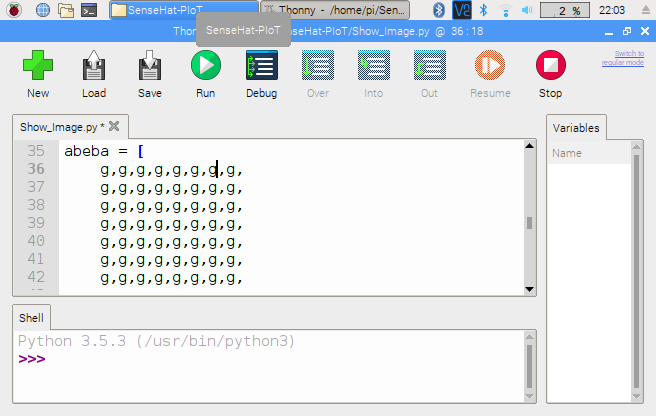 SenseHat-PIoT
Thonny - /home/pi/Sen...
2 %
22:03
SenseHat-PIoT
Thon
nseHat-PIoT/Show_Image.py @ 36:18
New
Load
Save
Run
Debug
Over
Into
Out
Resume
Stop
Switch to
regular mode
Show_Image.py *
35 abeba = [
36 g,g,g,g,g,g,g,g,
37 g,g,g,g,g,g,g,g,
38 g,g,g,g,g,g,g,g,
39 g,g,g,g,g,g,g,g,
40 g,g,g,g,g,g,g,g,
41 g,g,g,g,g,g,g,g,
42 g,g,g,g,g,g,g,g,
Variables
Name
Shell
Python 3.5.3 (/usr/bin/python3)
>>>